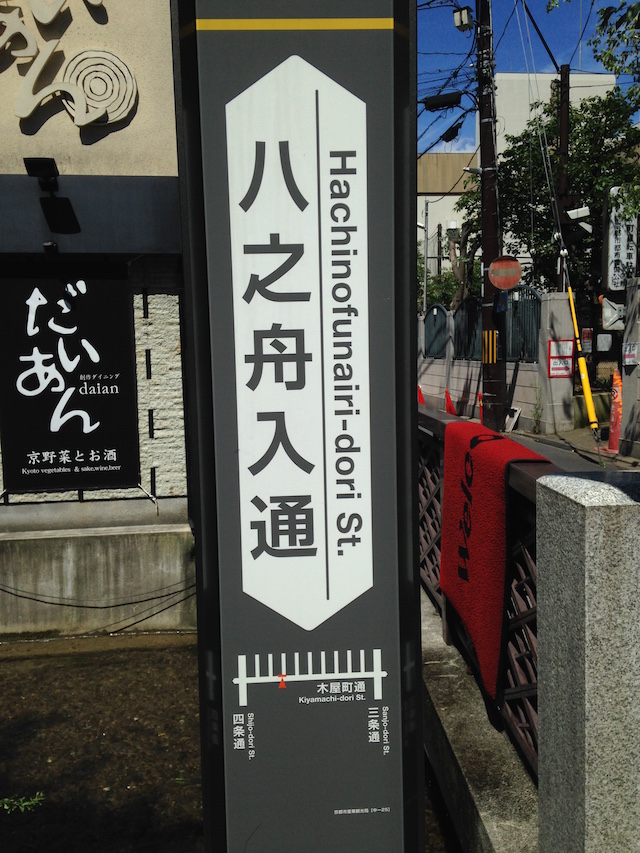 八之舟入通
Hachinofunairi-dori St.
木屋町通
Kiyamachi-dori St.
四条通
Shijo-dori St.
三条通
Sanjo-dori St.
だいあん
創作ダイニング
daian
京野菜とお酒
Kyoto vegetables & sake,wine,beer